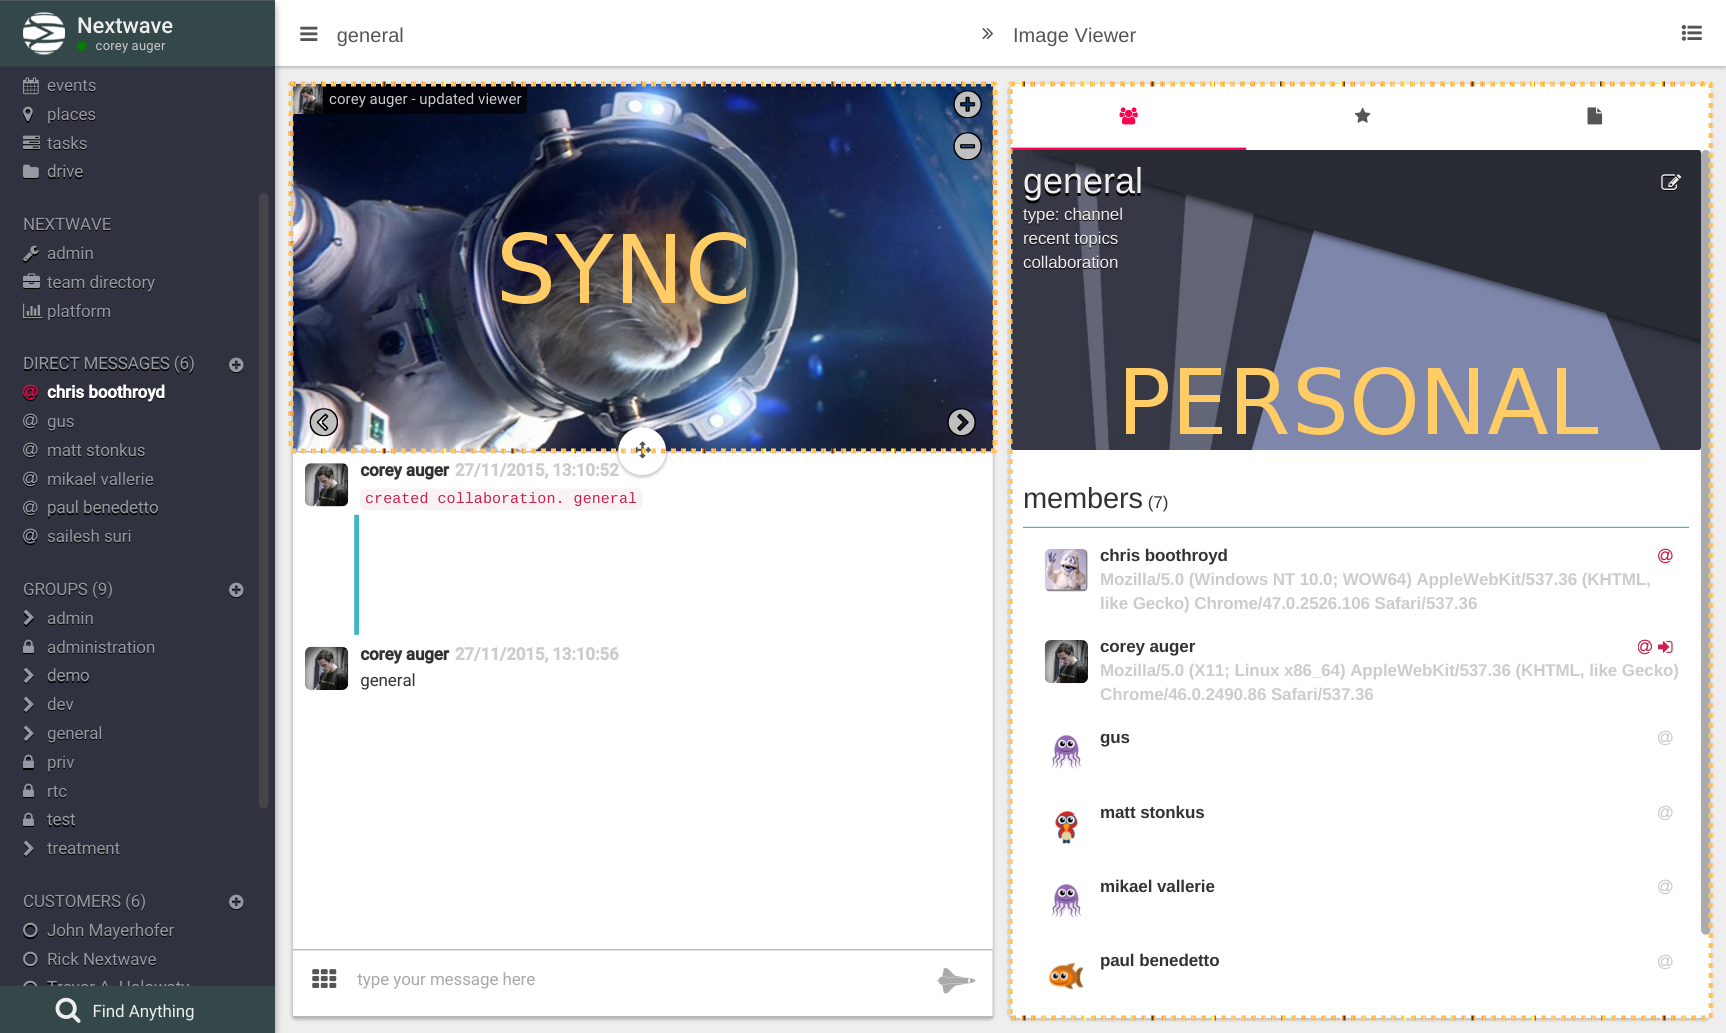 Nextwave
corey auger
events
places
tasks
drive
NEXTWAVE
admin
team directory
platform
DIRECT MESSAGES (6)
@ chris boothroyd
@ gus
@ matt stonkus
@ mikael vallerie
@ paul benedetto
@ sailesh suri
GROUPS (9)
admin
administration
demo
dev
general
priv
rtc
test
treatment
CUSTOMERS (6)
John Mayerhofer
Rick Nextwave
Find Anything
general
corey auger - updated viewer
SYNC
corey auger 27/11/2015, 13:10:52
created collaboration. general
corey auger 27/11/2015, 13:10:56
general
type your message here
Image Viewer
general
type: channel
recent topics
collaboration
PERSONAL
members (7)
chris boothroyd @
Mozilla/5.0 (Windows NT 10.0; WOW64) AppleWebKit/537.36 (KHTML,
like Gecko) Chrome/47.0.2526.106 Safari/537.36
corey auger @
Mozilla/5.0 (X11; Linux x86_64) AppleWebKit/537.36 (KHTML, like Gecko)
Chrome/46.0.2490.86 Safari/537.36
gus @
matt stonkus @
mikael vallerie @
paul benedetto @